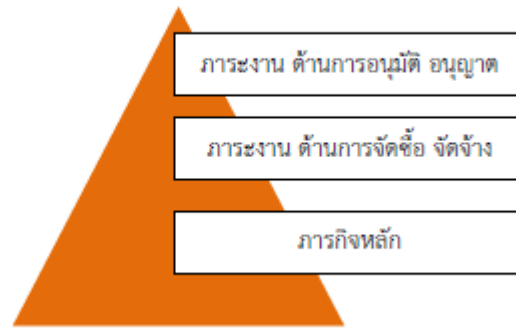 ภาระงาน ด้านการอนุมัติ อนุญาต
ภาระงาน ด้านการจัดซื้อ จัดจ้าง
ภารกิจหลัก